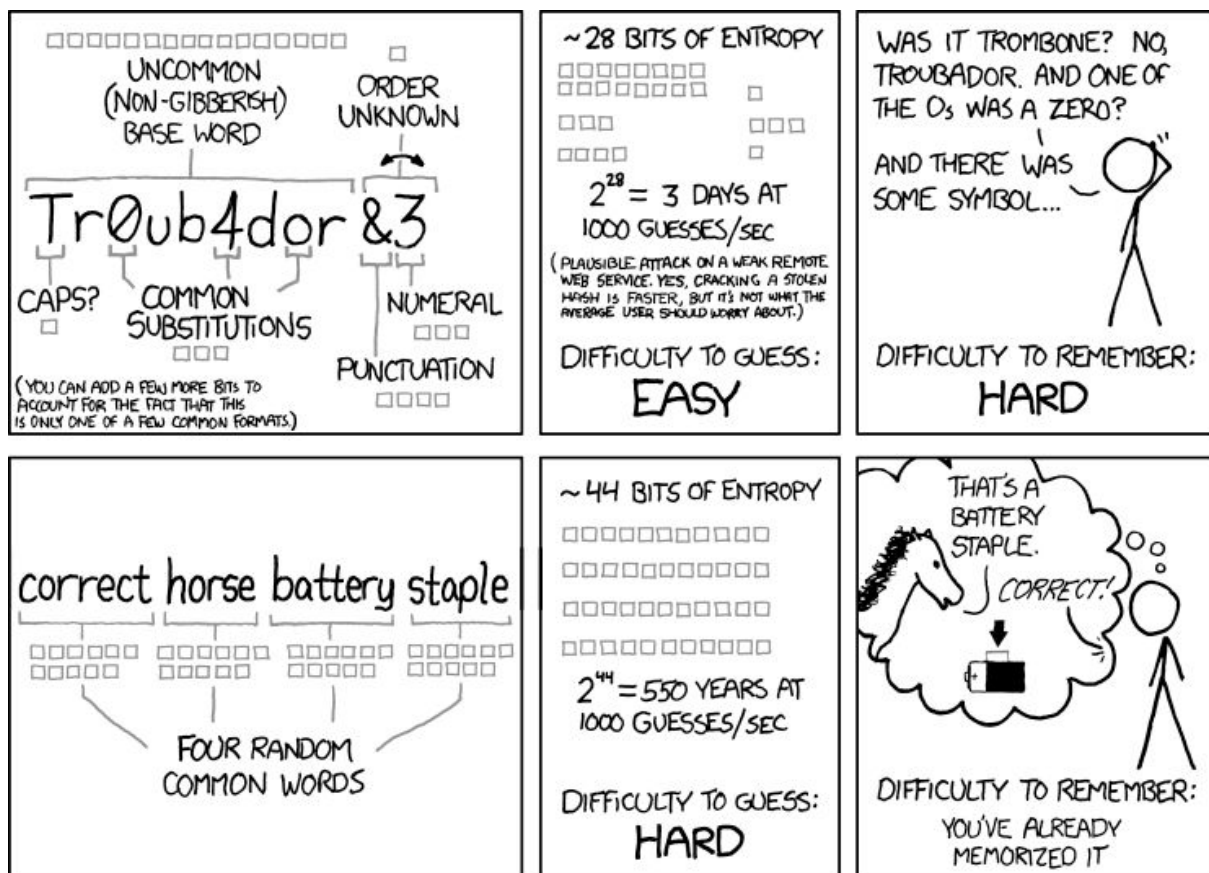 UNCOMMON
(NON-GIBBERISH)
BASE WORD
ORDER
UNKNOWN
Tr0ub4dor &3
CAPS?
COMMON
SUBSTITUTIONS
NUMERAL
PUNCTUATION
(YOU CAN ADD A FEW MORE BITS TO
ACCOUNT FOR THE FACT THAT THIS
IS ONLY ONE OF A FEW COMMON FORMATS.)
~28 BITS OF ENTROPY
2^28 = 3 DAYS AT
1000 GUESSES/SEC
(PLAUSIBLE ATTACK ON A WEAK REMOTE
WEB SERVICE. YES, CRACKING A STOLEN
HASH IS FASTER, BUT IT'S NOT WHAT THE
AVERAGE USER SHOULD WORRY ABOUT.)
DIFFICULTY TO GUESS:
EASY
WAS IT TROMBONE? NO,
TROUBADOR. AND ONE OF
THE Os WAS A ZERO?
AND THERE WAS
SOME SYMBOL...
DIFFICULTY TO REMEMBER:
HARD
correct horse battery staple
FOUR RANDOM
COMMON WORDS
~44 BITS OF ENTROPY
2^44 = 550 YEARS AT
1000 GUESSES/SEC
DIFFICULTY TO GUESS:
HARD
THAT'S A
BATTERY
STAPLE.
CORRECT!
+
DIFFICULTY TO REMEMBER:
YOU'VE ALREADY
MEMORIZED IT